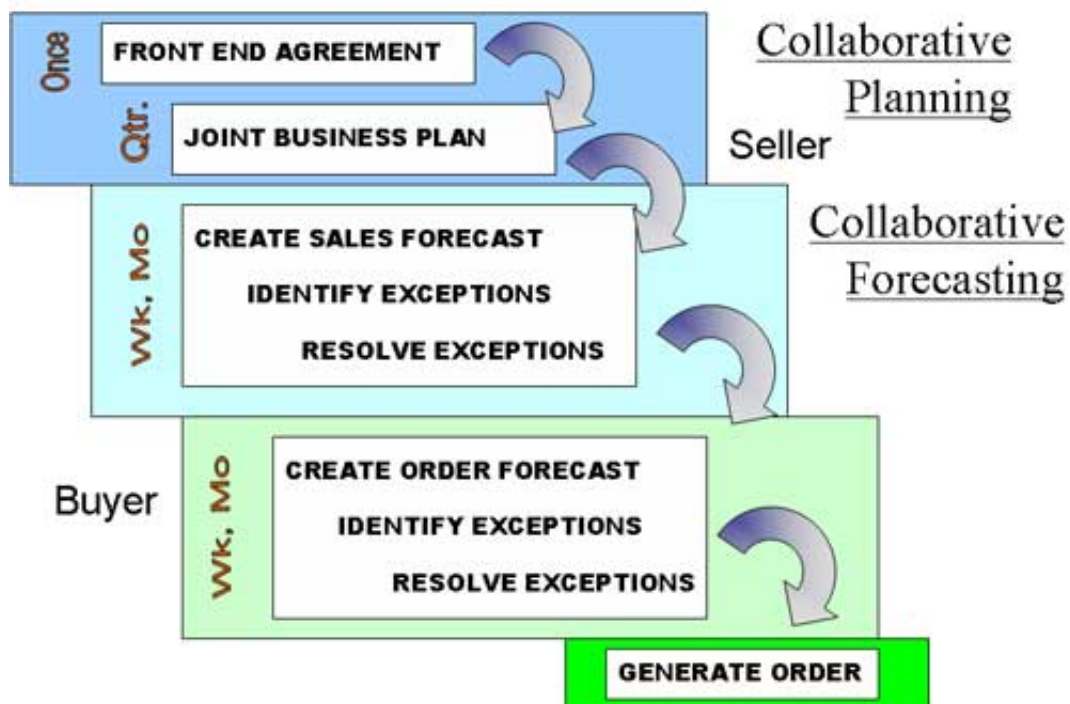 Once
FRONT END AGREEMENT
Collaborative
Planning
Qtr.
JOINT BUSINESS PLAN
Seller
Wk, Mo
CREATE SALES FORECAST
IDENTIFY EXCEPTIONS
RESOLVE EXCEPTIONS
Collaborative
Forecasting
Buyer
Wk, Mo
CREATE ORDER FORECAST
IDENTIFY EXCEPTIONS
RESOLVE EXCEPTIONS
GENERATE ORDER